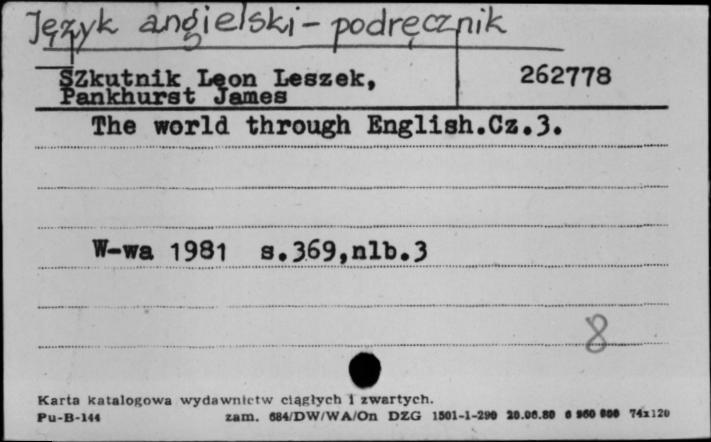 Język angielski - podręcznik
SZkutnik Leon Leszek, 262778
Pankhurst James
The world through English.Cz.3.
W-wa 1981 s.369,nlb.3
8
Karta katalogowa wydawnictw ciągłych i zwartych.
Pu-B-144 zam. 684/DW/WA/On DZG 1501-1-290 20.06.80 6 960 000 74x120